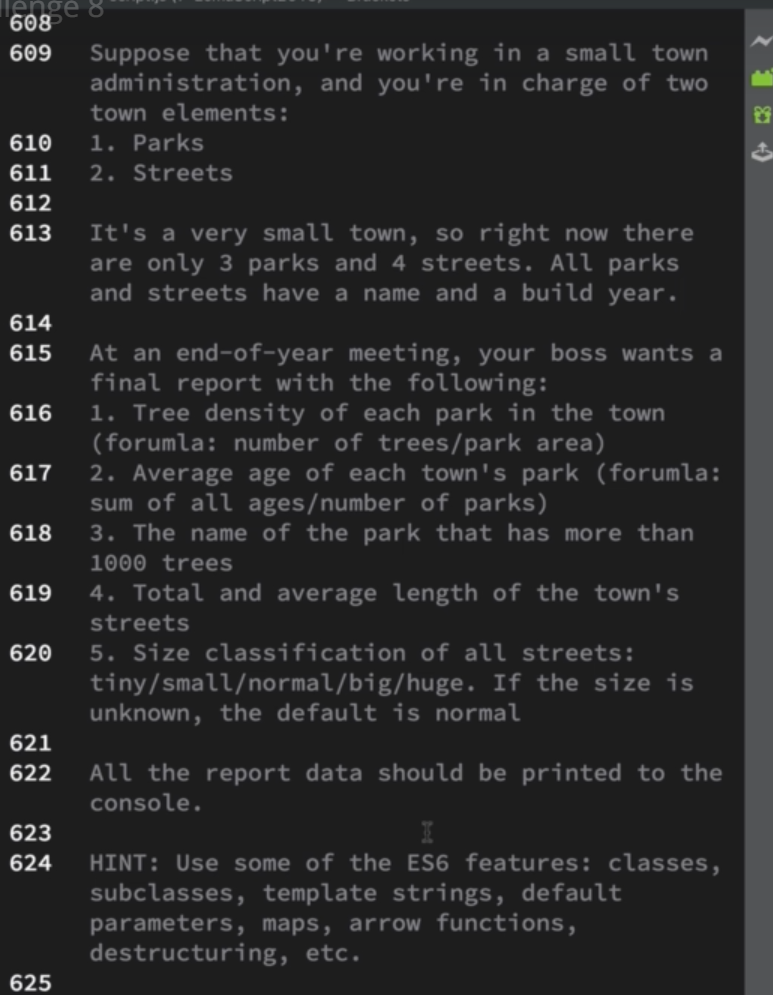 llenge 8
608
609 Suppose that you're working in a small town
administration, and you're in charge of two
town elements:
610 1. Parks
611 2. Streets
612
613 It's a very small town, so right now there
are only 3 parks and 4 streets. All parks
and streets have a name and a build year.
614
615 At an end-of-year meeting, your boss wants a
final report with the following:
616 1. Tree density of each park in the town
(forumla: number of trees/park area)
617 2. Average age of each town's park (forumla:
sum of all ages/number of parks)
618 3. The name of the park that has more than
1000 trees
619 4. Total and average length of the town's
streets
620 5. Size classification of all streets:
tiny/small/normal/big/huge. If the size is
unknown, the default is normal
621
622 All the report data should be printed to the
console.
623
624 HINT: Use some of the ES6 features: classes,
subclasses, template strings, default
parameters, maps, arrow functions,
destructuring, etc.
625